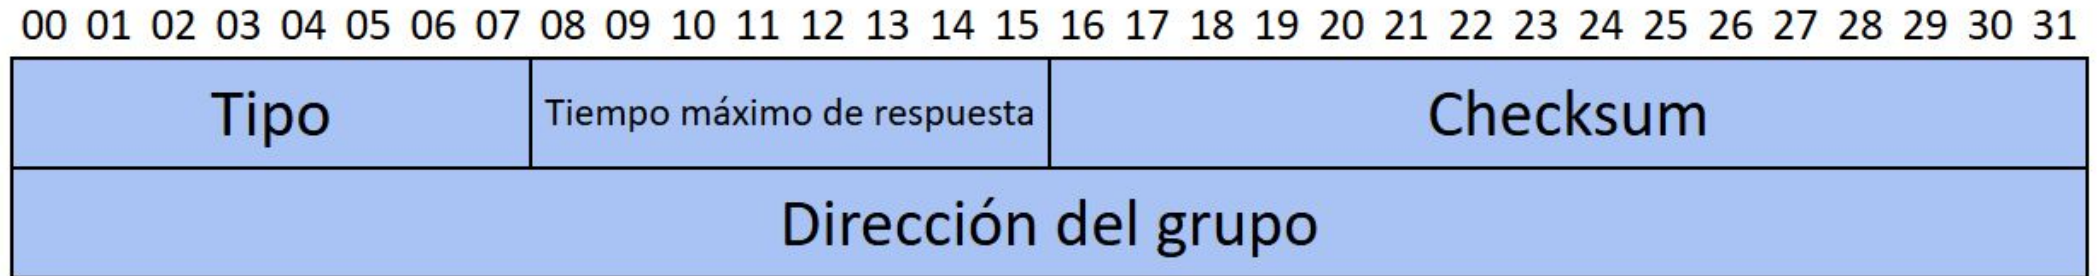 00 01 02 03 04 05 06 07 08 09 10 11 12 13 14 15 16 17 18 19 20 21 22 23 24 25 26 27 28 29 30 31
Tipo Tiempo máximo de respuesta Checksum
Dirección del grupo